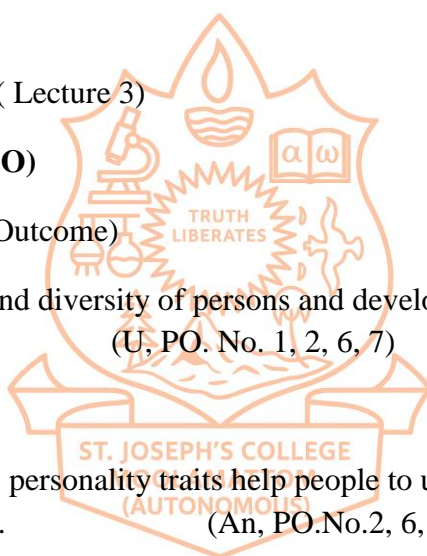 ( Lecture 3)
O)
α ω
TRUTH
LIBERATES
Outcome)
nd diversity of persons and develo
(U, PO. No. 1, 2, 6, 7)
ST. JOSEPH'S COLLEGE
personality traits help people to u
(AUTONOMOUS)
. (An, PO.No.2, 6,